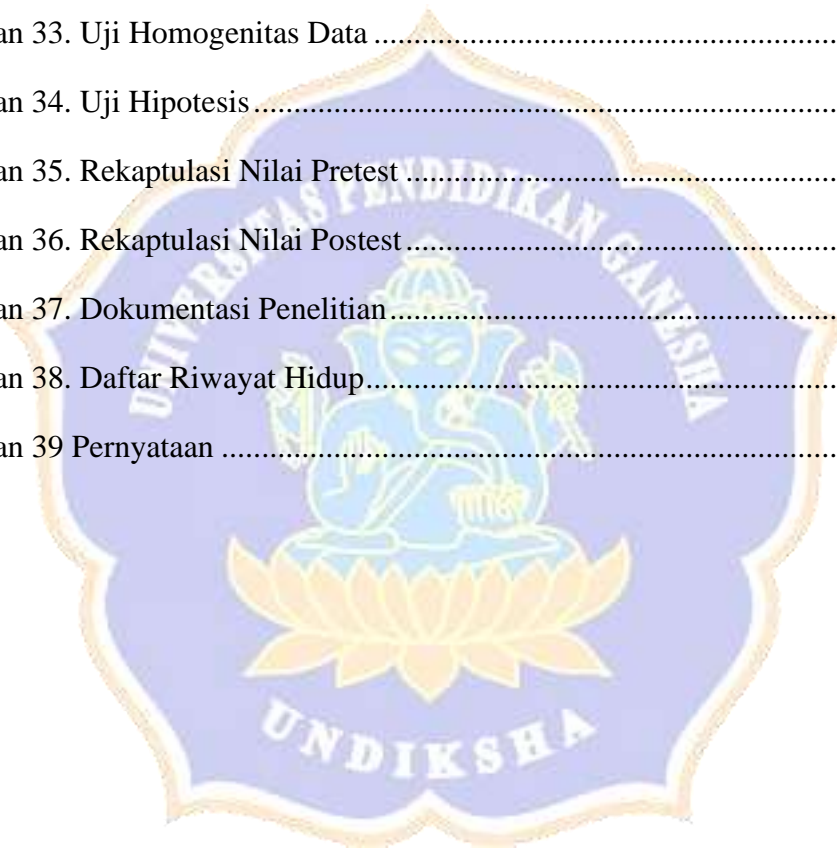 an 33. Uji Homogenitas Data ............................................................
an 34. Uji Hipotesis ............................................................
an 35. Rekaptulasi Nilai Pretest ............................................................
an 36. Rekaptulasi Nilai Postest ............................................................
an 37. Dokumentasi Penelitian ............................................................
an 38. Daftar Riwayat Hidup ............................................................
an 39 Pernyataan ............................................................
UNIVERSITAS PENDIDIKAN GANESHA
UNDIKSHA